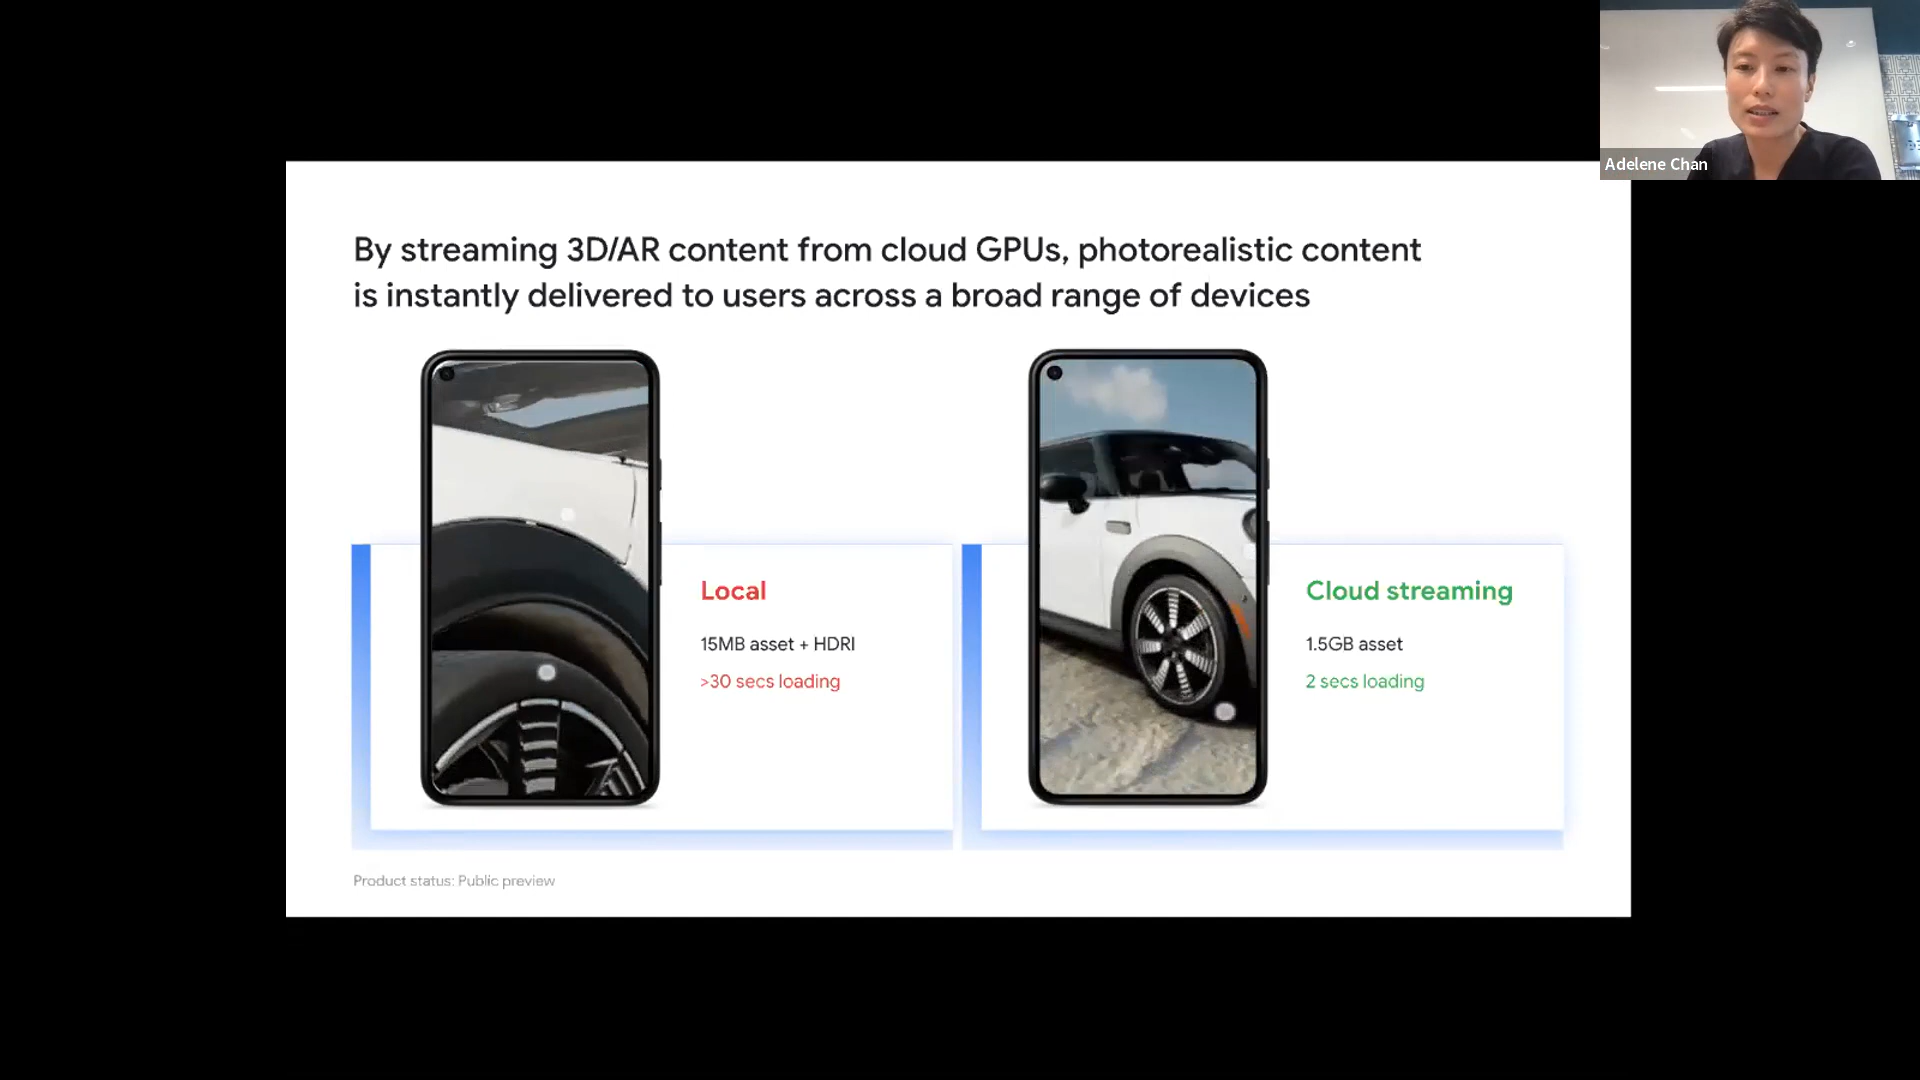 Adelene Chan
By streaming 3D/AR content from cloud GPUs, photorealistic content
is instantly delivered to users across a broad range of devices
Local
15MB asset + HDRI
>30 secs loading
Cloud streaming
1.5GB asset
2 secs loading
Product status: Public preview